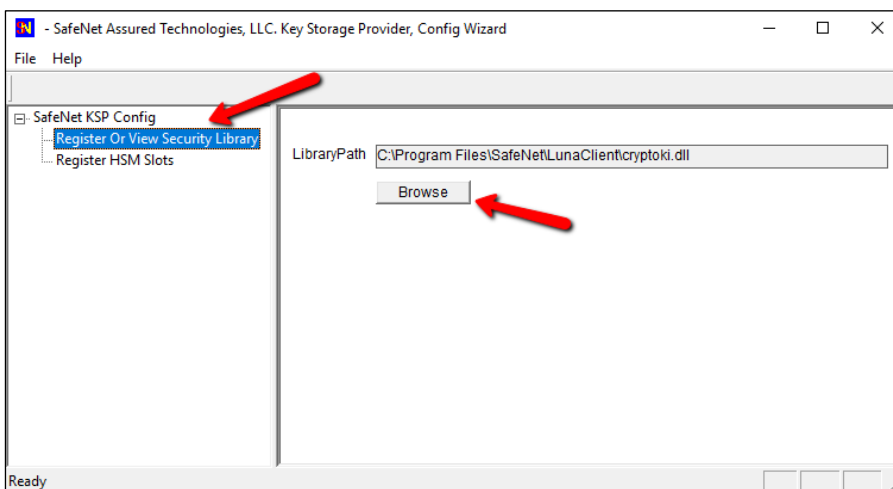 - SafeNet Assured Technologies, LLC. Key Storage Provider, Config Wizard
File Help
SafeNet KSP Config
Register Or View Security Library
Register HSM Slots
LibraryPath C:\Program Files\SafeNet\LunaClient\cryptoki.dll
Browse
Ready